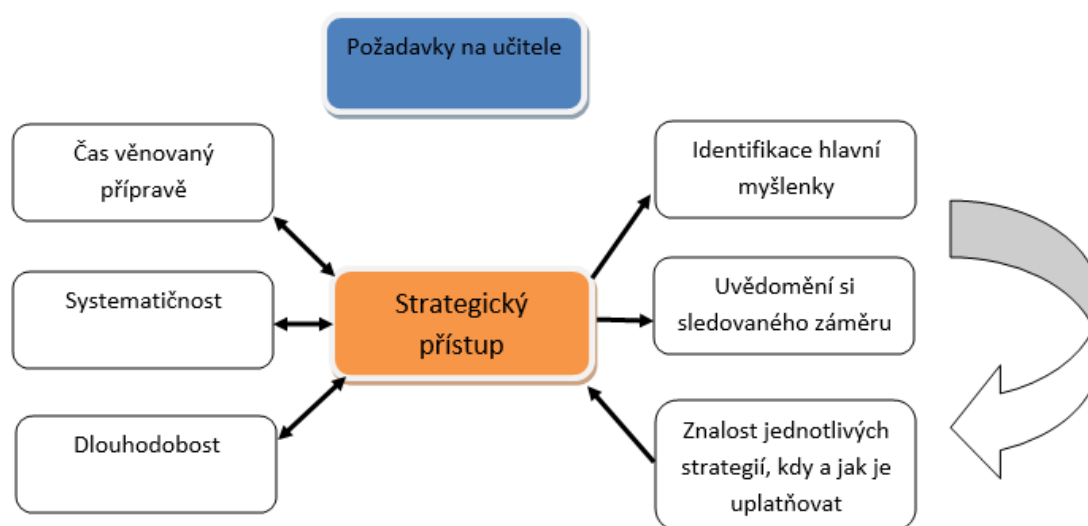 Požadavky na učitele
Čas věnovaný
přípravě
Systematičnost
Dlouhodobost
Strategický
přístup
Identifikace hlavní
myšlenky
Uvědomění si
sledovaného záměru
Znalost jednotlivých
strategií, kdy a jak je
uplatňovat